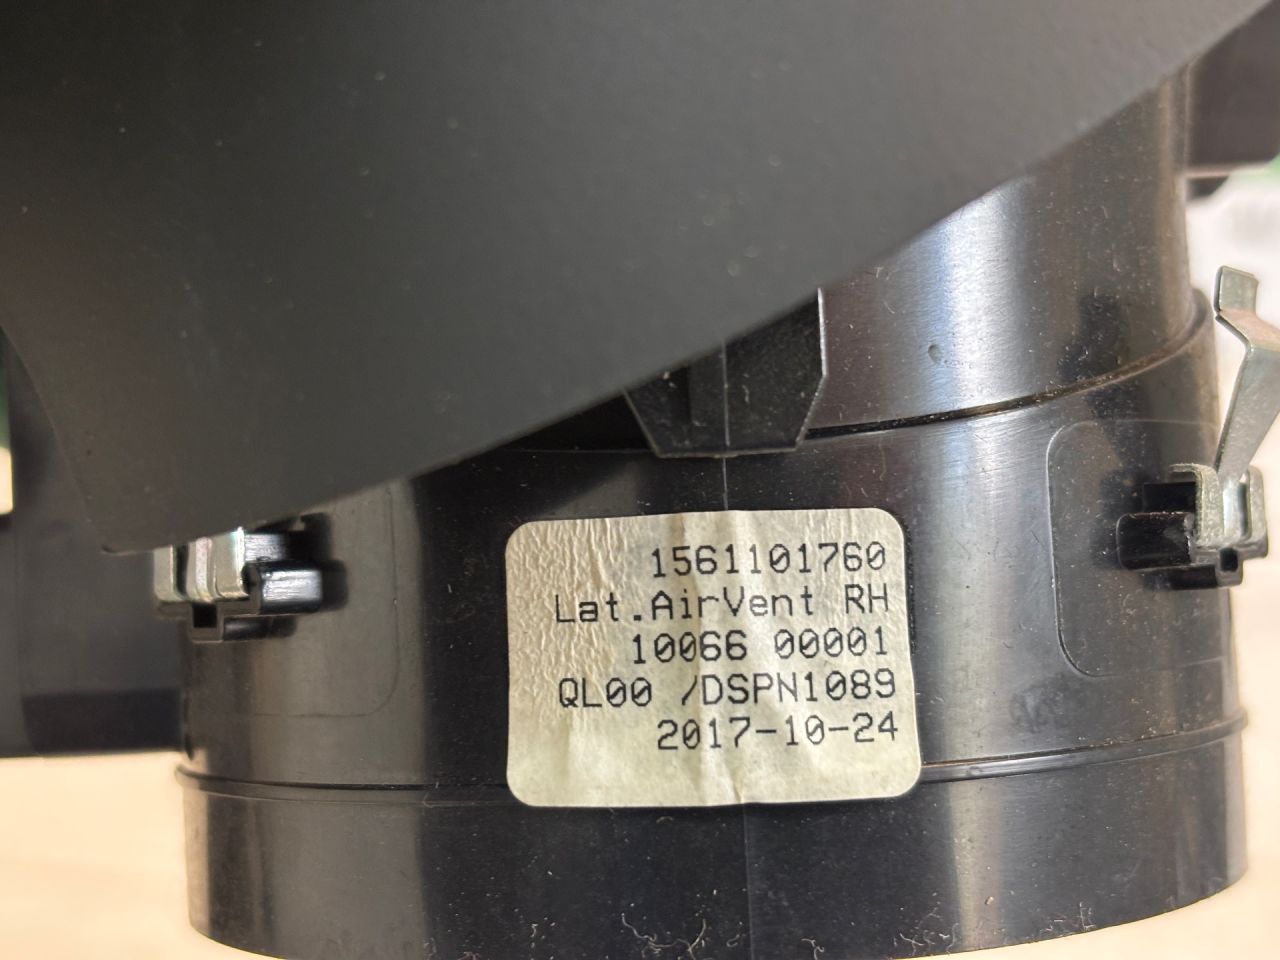 1561101760
Lat.AirVent RH
10066 00001
QL00 /DSPN1089
2017-10-24